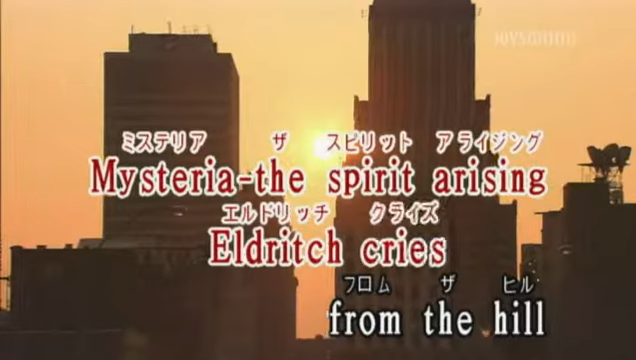 ミステリア ザ スピリット アライジング
Mysteria-the spirit arising
エルドリッチ クライズ
Eldritch cries
フロム ザ ヒル
from the hill